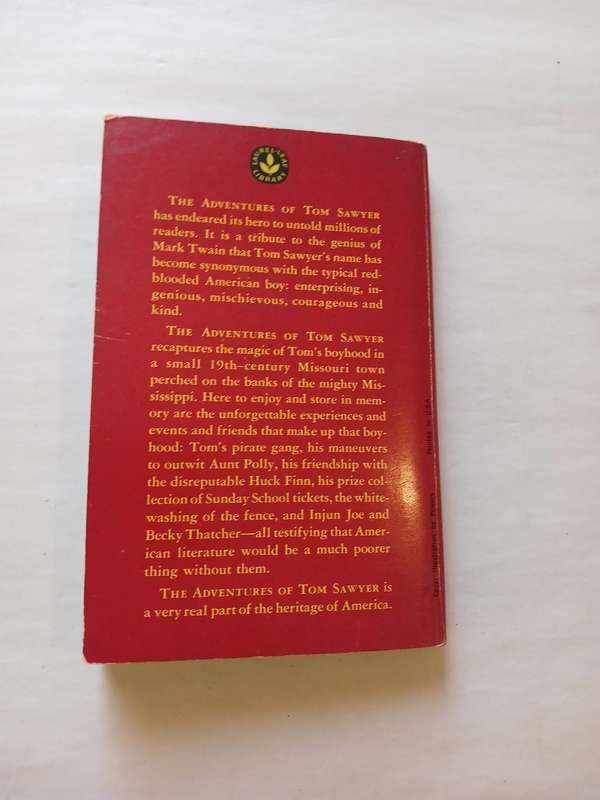 LAUREL-LEAF
LIBRARY
THE ADVENTURES OF TOM SAWYER
has endeared its hero to untold millions of
readers. It is a tribute to the genius of
Mark Twain that Tom Sawyer's name has
become synonymous with the typical red-
blooded American boy: enterprising, in-
genious, mischievous, courageous and
kind.
THE ADVENTURES OF TOM SAWYER
recaptures the magic of Tom's boyhood in
a small 19th-century Missouri town
perched on the banks of the mighty Mis-
sissippi. Here to enjoy and store in mem-
ory are the unforgettable experiences and
events and friends that make up that boy-
hood: Tom's pirate gang, his maneuvers
to outwit Aunt Polly, his friendship with
the disreputable Huck Finn, his prize col-
lection of Sunday School tickets, the white-
washing of the fence, and Injun Joe and
Becky Thatcher—all testifying that Amer-
ican literature would be a much poorer
thing without them.
THE ADVENTURES OF TOM SAWYER is
a very real part of the heritage of America.
Cover illustration by Powers
Printed in U.S.A.